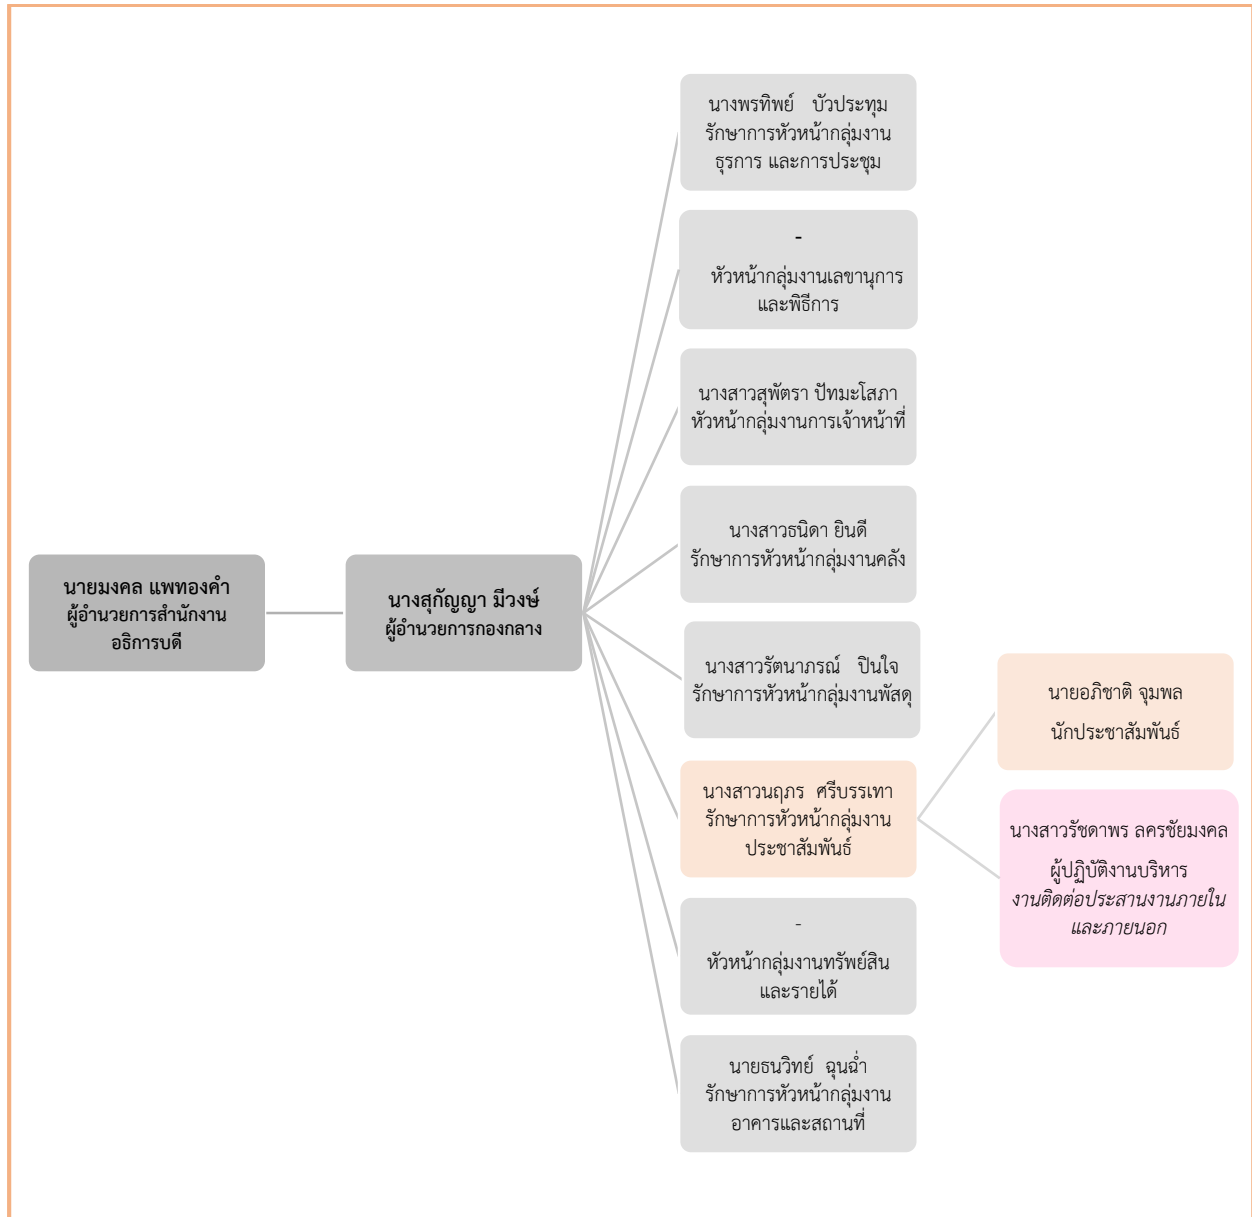 นางพรทิพย์ บัวประทุม
รักษาการหัวหน้ากลุ่มงาน
ธุรการ และการประชุม
-
หัวหน้ากลุ่มงานเลขานุการ
และพิธีการ
นางสาวสุพัตรา ปัทมะโสภา
หัวหน้ากลุ่มงานการเจ้าหน้าที่
นางสาวธนิดา ยินดี
รักษาการหัวหน้ากลุ่มงานคลัง
นายมงคล แพทองคำ
ผู้อำนวยการสำนักงาน
อธิการบดี
นางสุกัญญา มีวงษ์
ผู้อำนวยการกองกลาง
นางสาวรัตนาภรณ์ ปินใจ
รักษาการหัวหน้ากลุ่มงานพัสดุ
นางสาวนฤภร ศรีบรรเทา
รักษาการหัวหน้ากลุ่มงาน
ประชาสัมพันธ์
นายอภิชาติ จุมพล
นักประชาสัมพันธ์
นางสาวรัชดาพร ลครชัยมงคล
ผู้ปฏิบัติงานบริหาร
งานติดต่อประสานงานภายใน
และภายนอก
-
หัวหน้ากลุ่มงานทรัพย์สิน
และรายได้
นายธนวิทย์ ฉุนฉ่ำ
รักษาการหัวหน้ากลุ่มงาน
อาคารและสถานที่